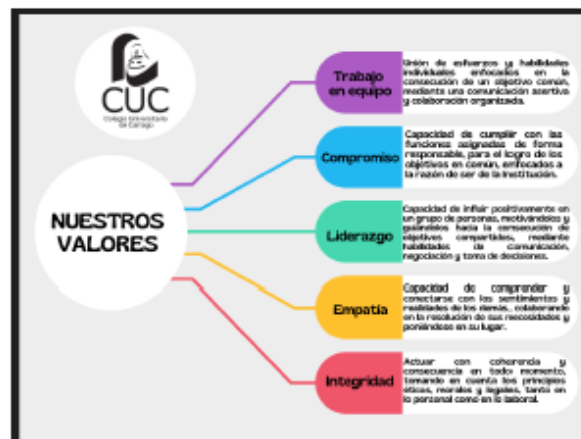 CUC
Colegio Universitario
de Cartago
NUESTROS
VALORES
Trabajo
en equipo
Unión de esfuerzos y habilidades
individuales enfocados en la
consecución de un objetivo común,
mediante una comunicación asertiva
y colaboración organizada.
Compromiso
Capacidad de cumplir con las
funciones asignadas de forma
responsable, para el logro de los
objetivos en común, enfocados a
la razón de ser de la Institución.
Liderazgo
Capacidad de influir positivamente en
un grupo de personas, motivándolos y
guiándolos hacia la consecución de
objetivos compartidos, mediante
habilidades de comunicación,
negociación y toma de decisiones.
Empatía
Capacidad de comprender y
conectarse con los sentimientos y
realidades de los demás, colaborando
en la resolución de sus necesidades y
poniéndose en su lugar.
Integridad
Actuar con coherencia y
consecuencia en todo momento,
tomando en cuenta los principios
éticos, morales y legales, tanto en
lo personal como en lo laboral.